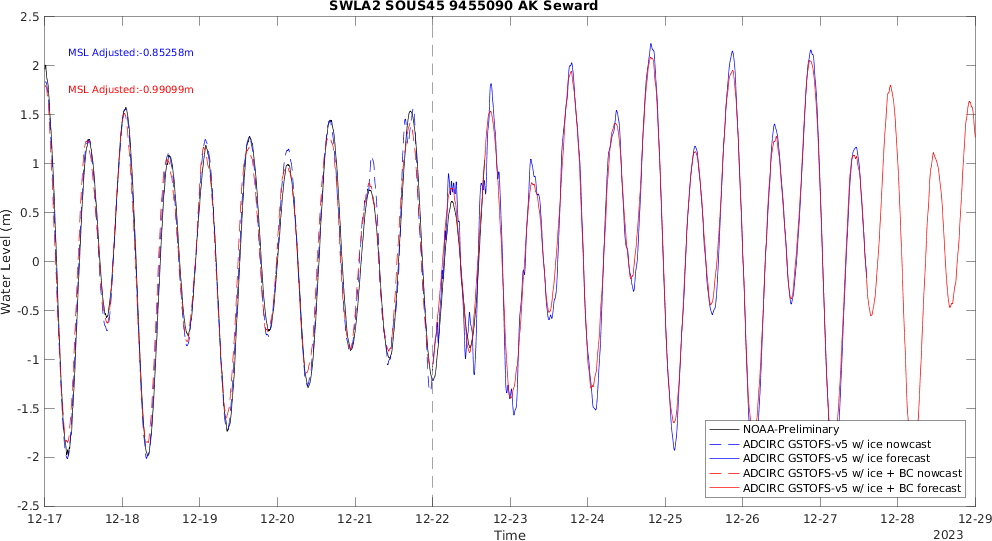 SWLA2 SOUS45 9455090 AK Seward
2.5
2
1.5
1
0.5
0
-0.5
-1
-1.5
-2
-2.5
Water Level (m)
MSL Adjusted:-0.85258m
MSL Adjusted:-0.99099m
NOAA-Preliminary
ADCIRC GSTOFS-v5 w/ ice nowcast
ADCIRC GSTOFS-v5 w/ ice forecast
ADCIRC GSTOFS-v5 w/ ice + BC nowcast
ADCIRC GSTOFS-v5 w/ ice + BC forecast
12-17 12-18 12-19 12-20 12-21 12-22 12-23 12-24 12-25 12-26 12-27 12-28 12-29
Time
2023